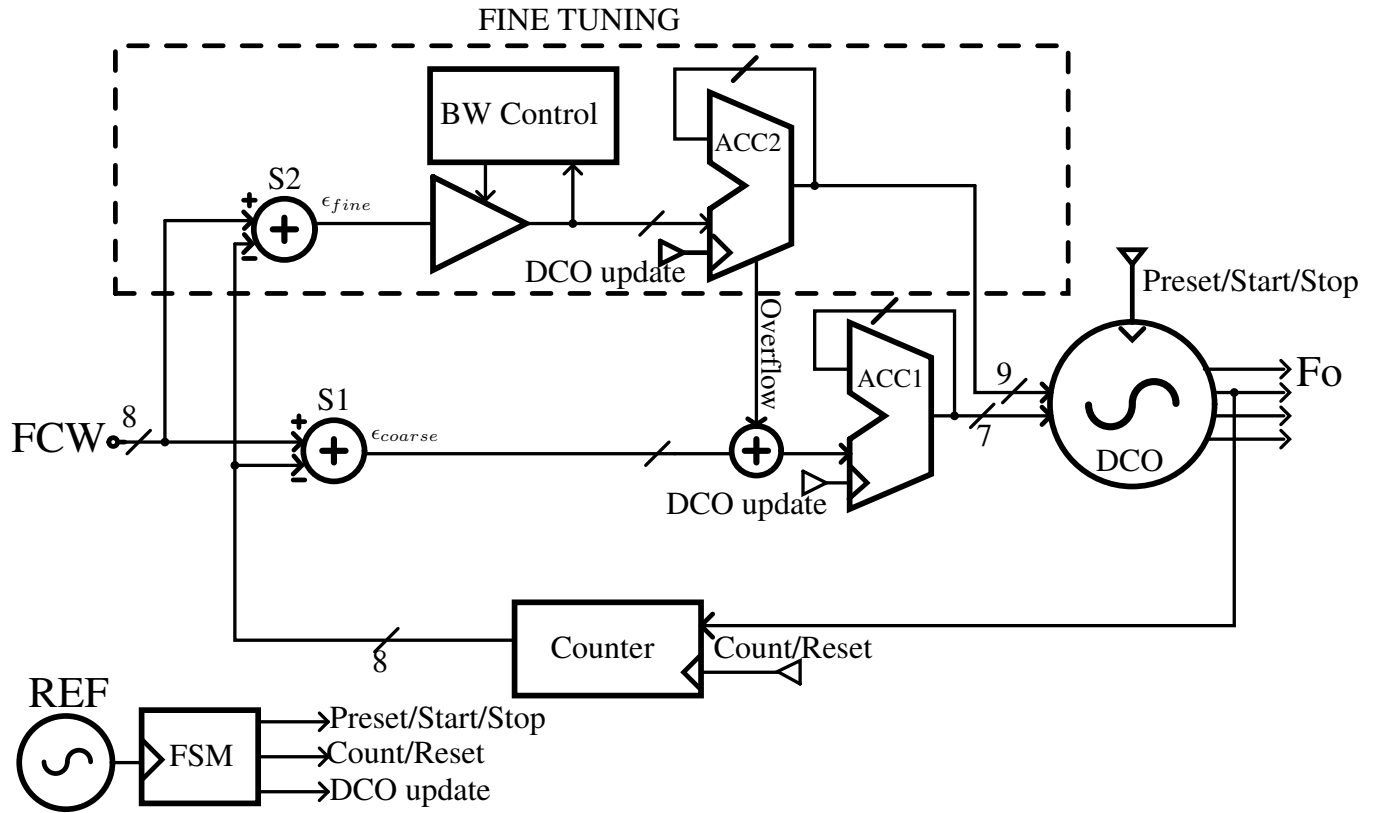 FINE TUNING
BW Control
ACC2
S2
+
ϵfine
+
−
DCO update
Preset/Start/Stop
Overflow
ACC1
9
Fo
S1
8
FCW
+
ϵcoarse
+
−
+
7
DCO
DCO update
Counter
Count/Reset
8
REF
FSM
Preset/Start/Stop
Count/Reset
DCO update